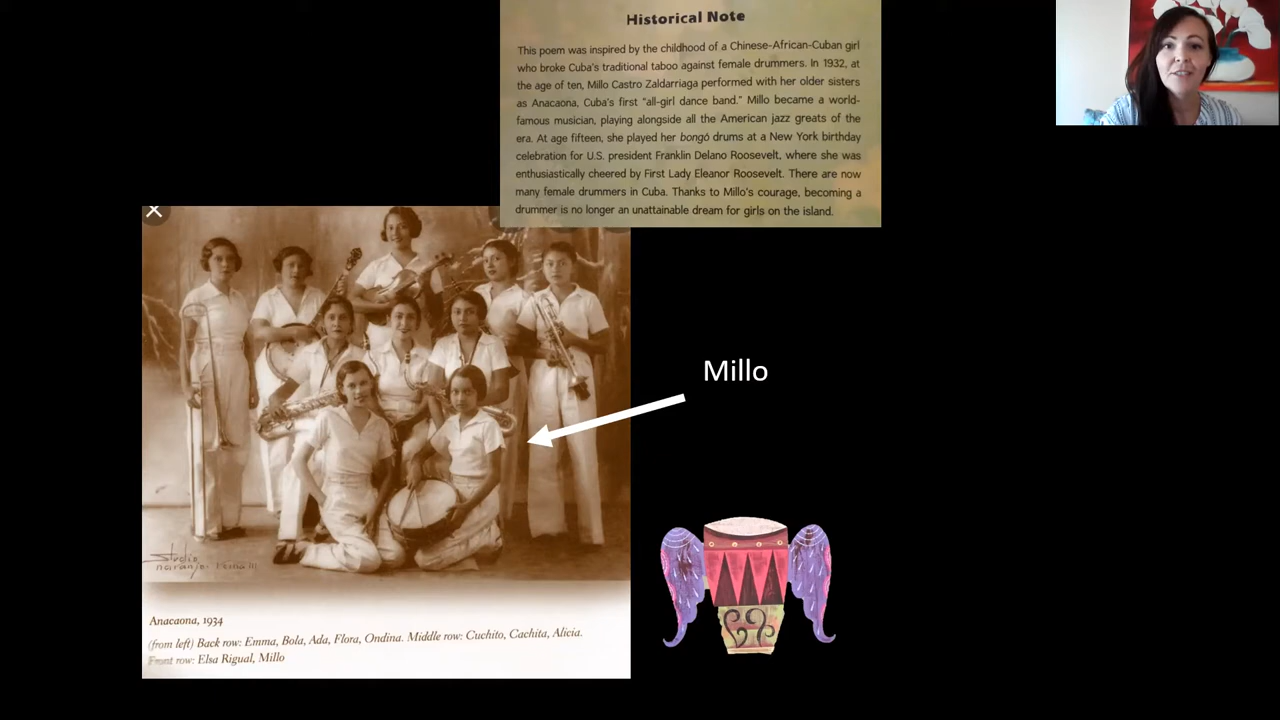 Historical Note
This poem was inspired by the childhood of a Chinese-African-Cuban girl
who broke Cuba's traditional taboo against female drummers. In 1932, at
the age of ten, Millo Castro Zaldarriaga performed with her older sisters
as Anacaona, Cuba's first "all-girl dance band." Millo became a world-
famous musician, playing alongside all the American jazz greats of the
era. At age fifteen, she played her bongó drums at a New York birthday
celebration for U.S. president Franklin Delano Roosevelt, where she was
enthusiastically cheered by First Lady Eleanor Roosevelt. There are now
many female drummers in Cuba. Thanks to Millo's courage, becoming a
drummer is no longer an unattainable dream for girls on the island.
Millo
Studio
Anacaona, 1934
(from left) Back row: Emma, Bola, Ada, Flora, Ondina. Middle row: Cuchito, Cachita, Alicia.
Front row: Elsa Rigual, Millo